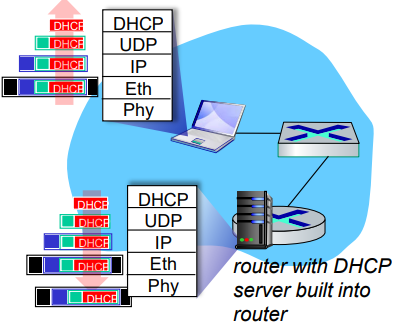 DHCP
DHCP
DHCP
DHCP
DHCP
UDP
IP
Eth
Phy
DHCP
DHCP
DHCP
DHCP
DHCP
DHCP
UDP
IP
Eth
Phy
router with DHCP
server built into
router